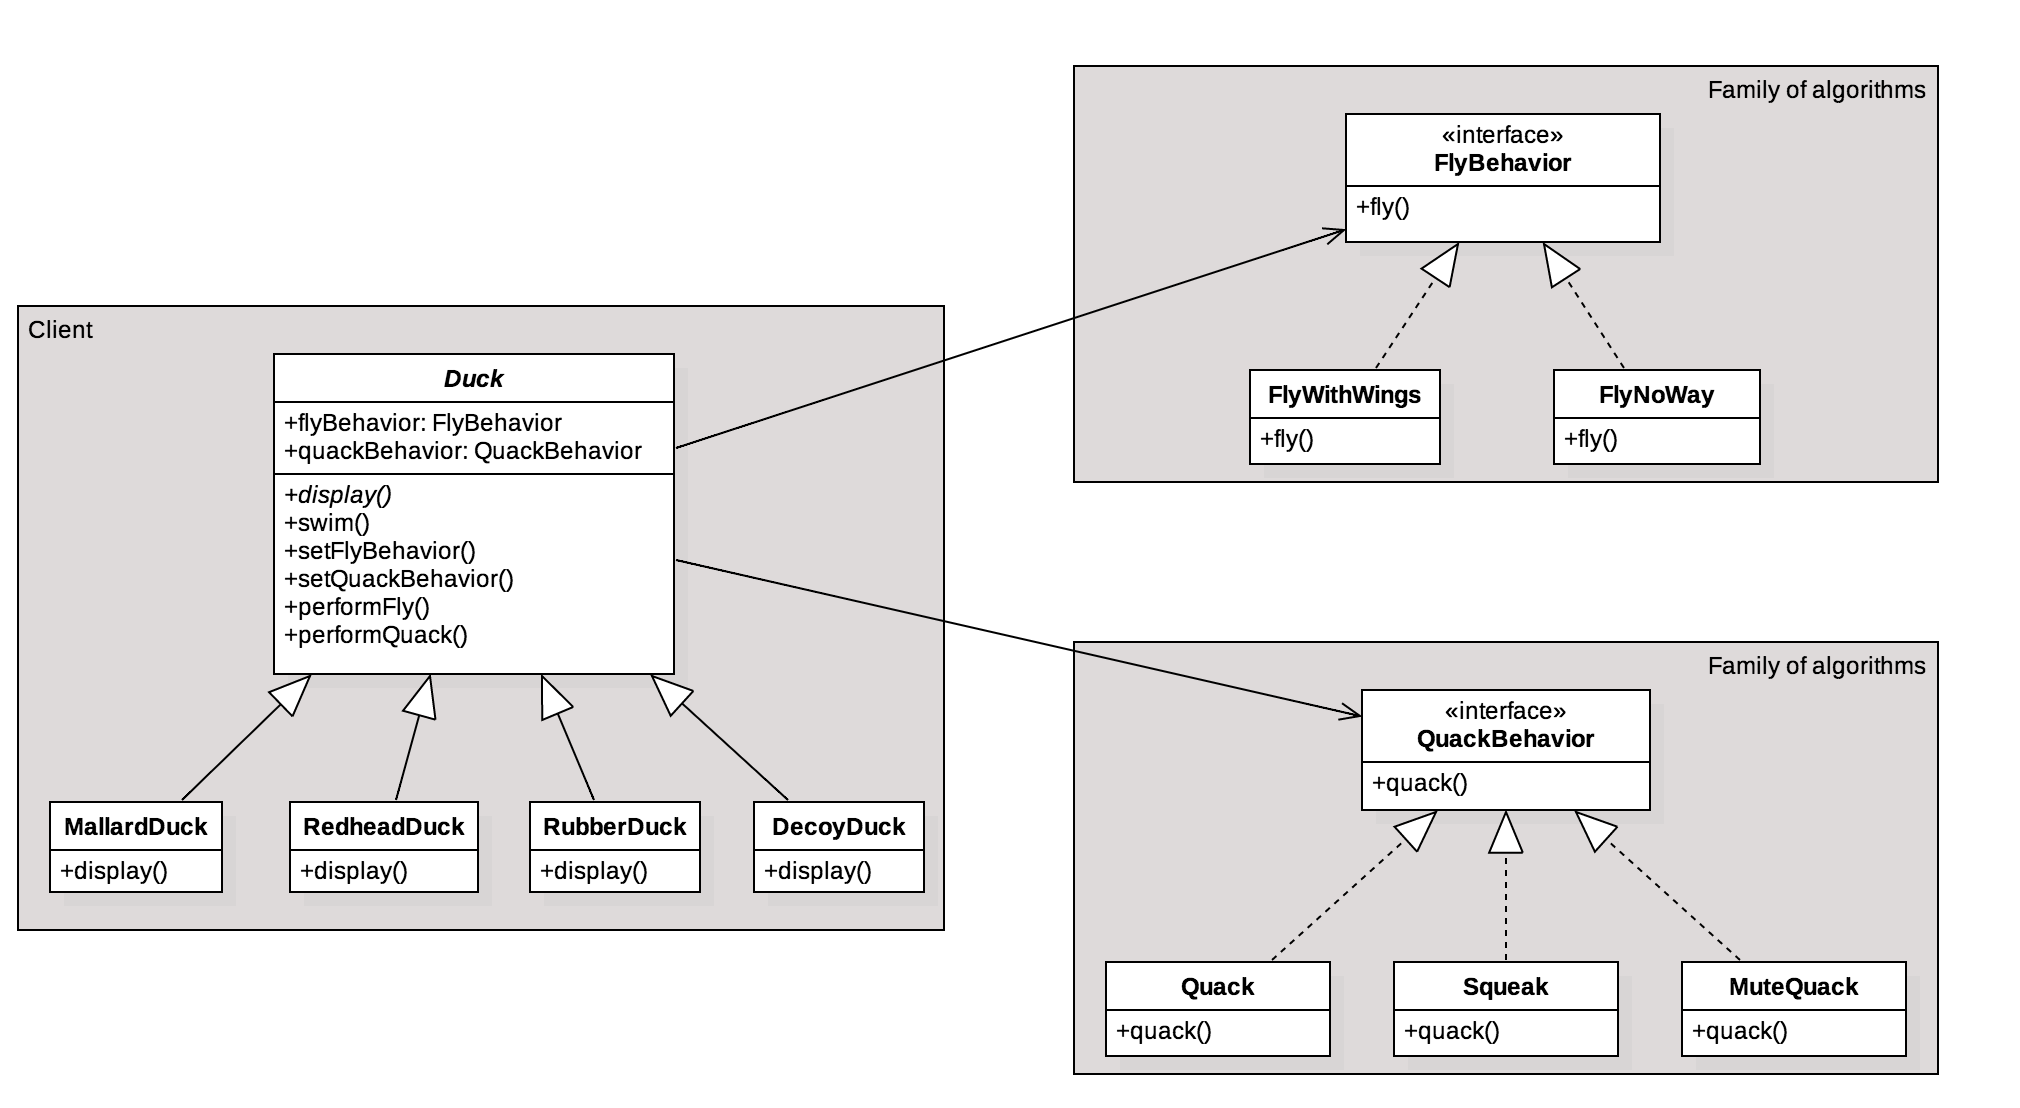 Client
Duck
+flyBehavior: FlyBehavior
+quackBehavior: QuackBehavior
+display()
+swim()
+setFlyBehavior()
+setQuackBehavior()
+performFly()
+performQuack()
MallardDuck
+display()
RedheadDuck
+display()
RubberDuck
+display()
DecoyDuck
+display()
Family of algorithms
«interface»
FlyBehavior
+fly()
FlyWithWings
+fly()
FlyNoWay
+fly()
Family of algorithms
«interface»
QuackBehavior
+quack()
Quack
+quack()
Squeak
+quack()
MuteQuack
+quack()